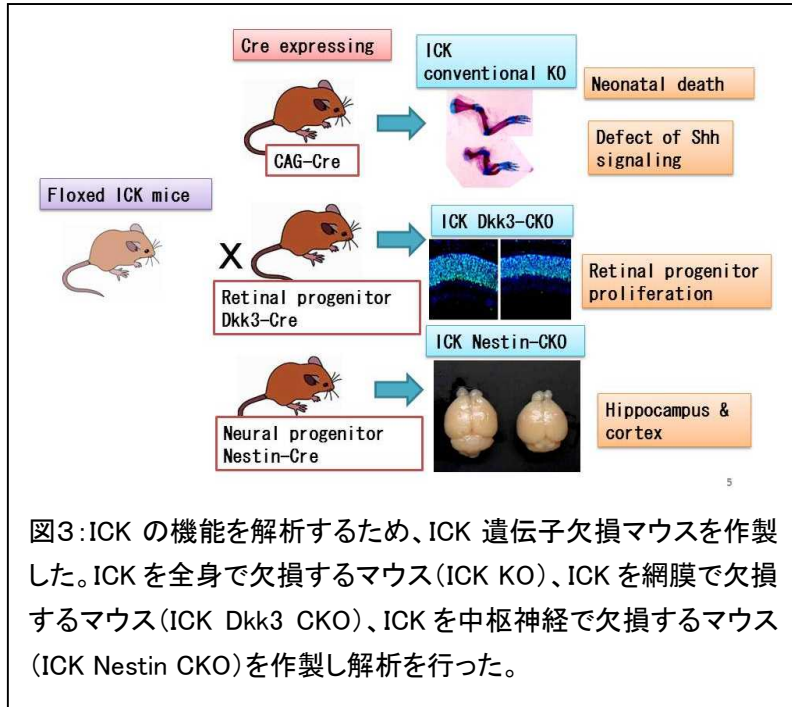 Cre expressing
ICK
conventional KO
Neonatal death
CAG-Cre
Defect of Shh
signaling
Floxed ICK mice
X
Retinal progenitor
Dkk3-Cre
ICK Dkk3-CKO
Retinal progenitor
proliferation
Neural progenitor
Nestin-Cre
ICK Nestin-CKO
Hippocampus &
cortex
5
図3:ICK の機能を解析するため、ICK 遺伝子欠損マウスを作製
した。ICK を全身で欠損するマウス(ICK KO)、ICK を網膜で欠損
するマウス(ICK Dkk3 CKO)、ICK を中枢神経で欠損するマウス
(ICK Nestin CKO)を作製し解析を行った。